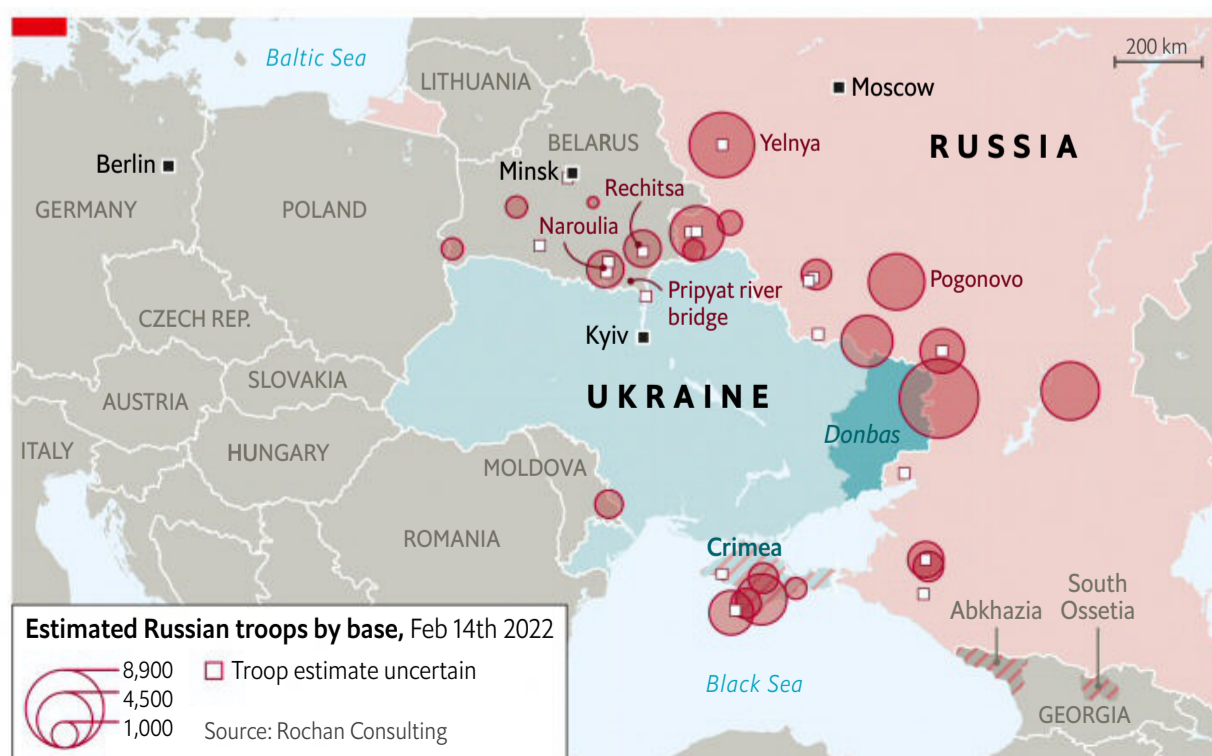 Baltic Sea
200 km
LITHUANIA
Moscow
BELARUS
Yelnya
RUSSIA
Berlin
Minsk
Rechitsa
GERMANY
POLAND
Naroulia
Pogonovo
Pripyat river
bridge
CZECH REP.
Kyiv
SLOVAKIA
UKRAINE
AUSTRIA
Donbas
ITALY
HUNGARY
MOLDOVA
ROMANIA
Crimea
South
Ossetia
Abkhazia
Estimated Russian troops by base, Feb 14th 2022
8,900
4,500
1,000
Troop estimate uncertain
Source: Rochan Consulting
Black Sea
GEORGIA